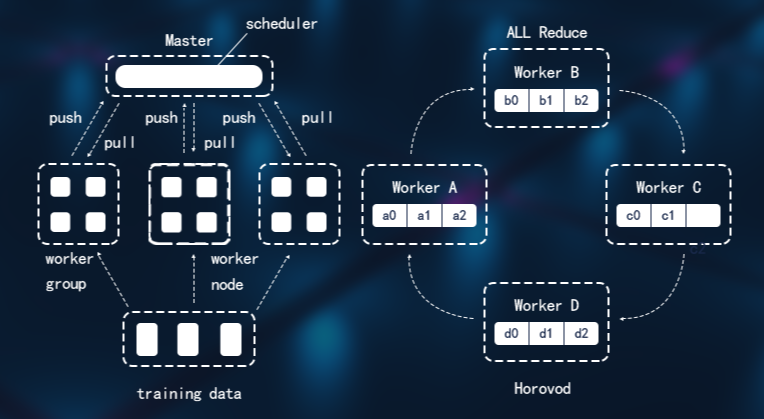 scheduler
Master
push
pull
push
pull
push
pull
worker
group
worker
node
training data
ALL Reduce
Worker B
b0 b1 b2
Worker A
a0 a1 a2
Worker C
c0 c1
Worker D
d0 d1 d2
Horovod